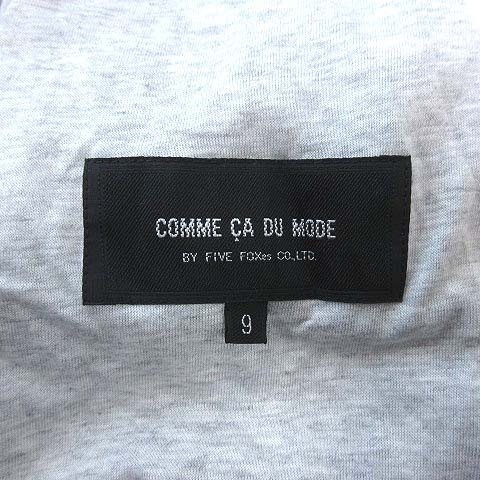 COMME ÇA DU MODE
BY FIVE FOXes CO.,LTD.
9